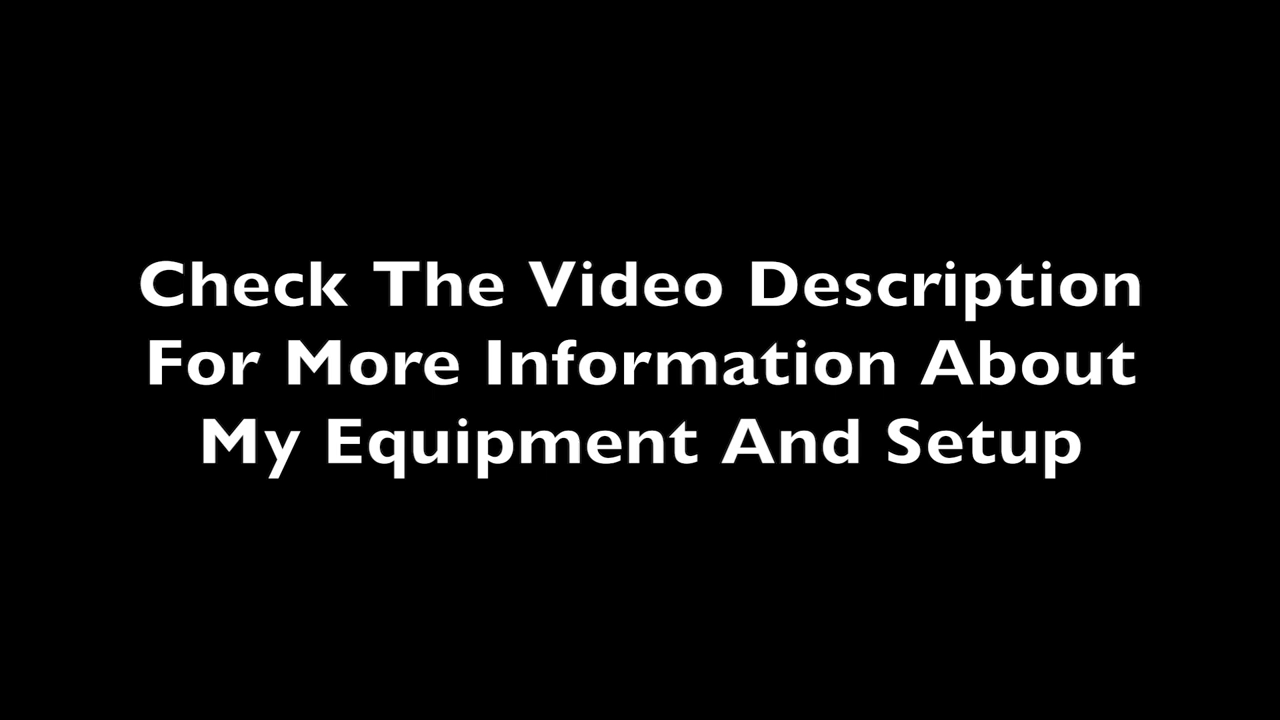 Check The Video Description
For More Information About
My Equipment And Setup